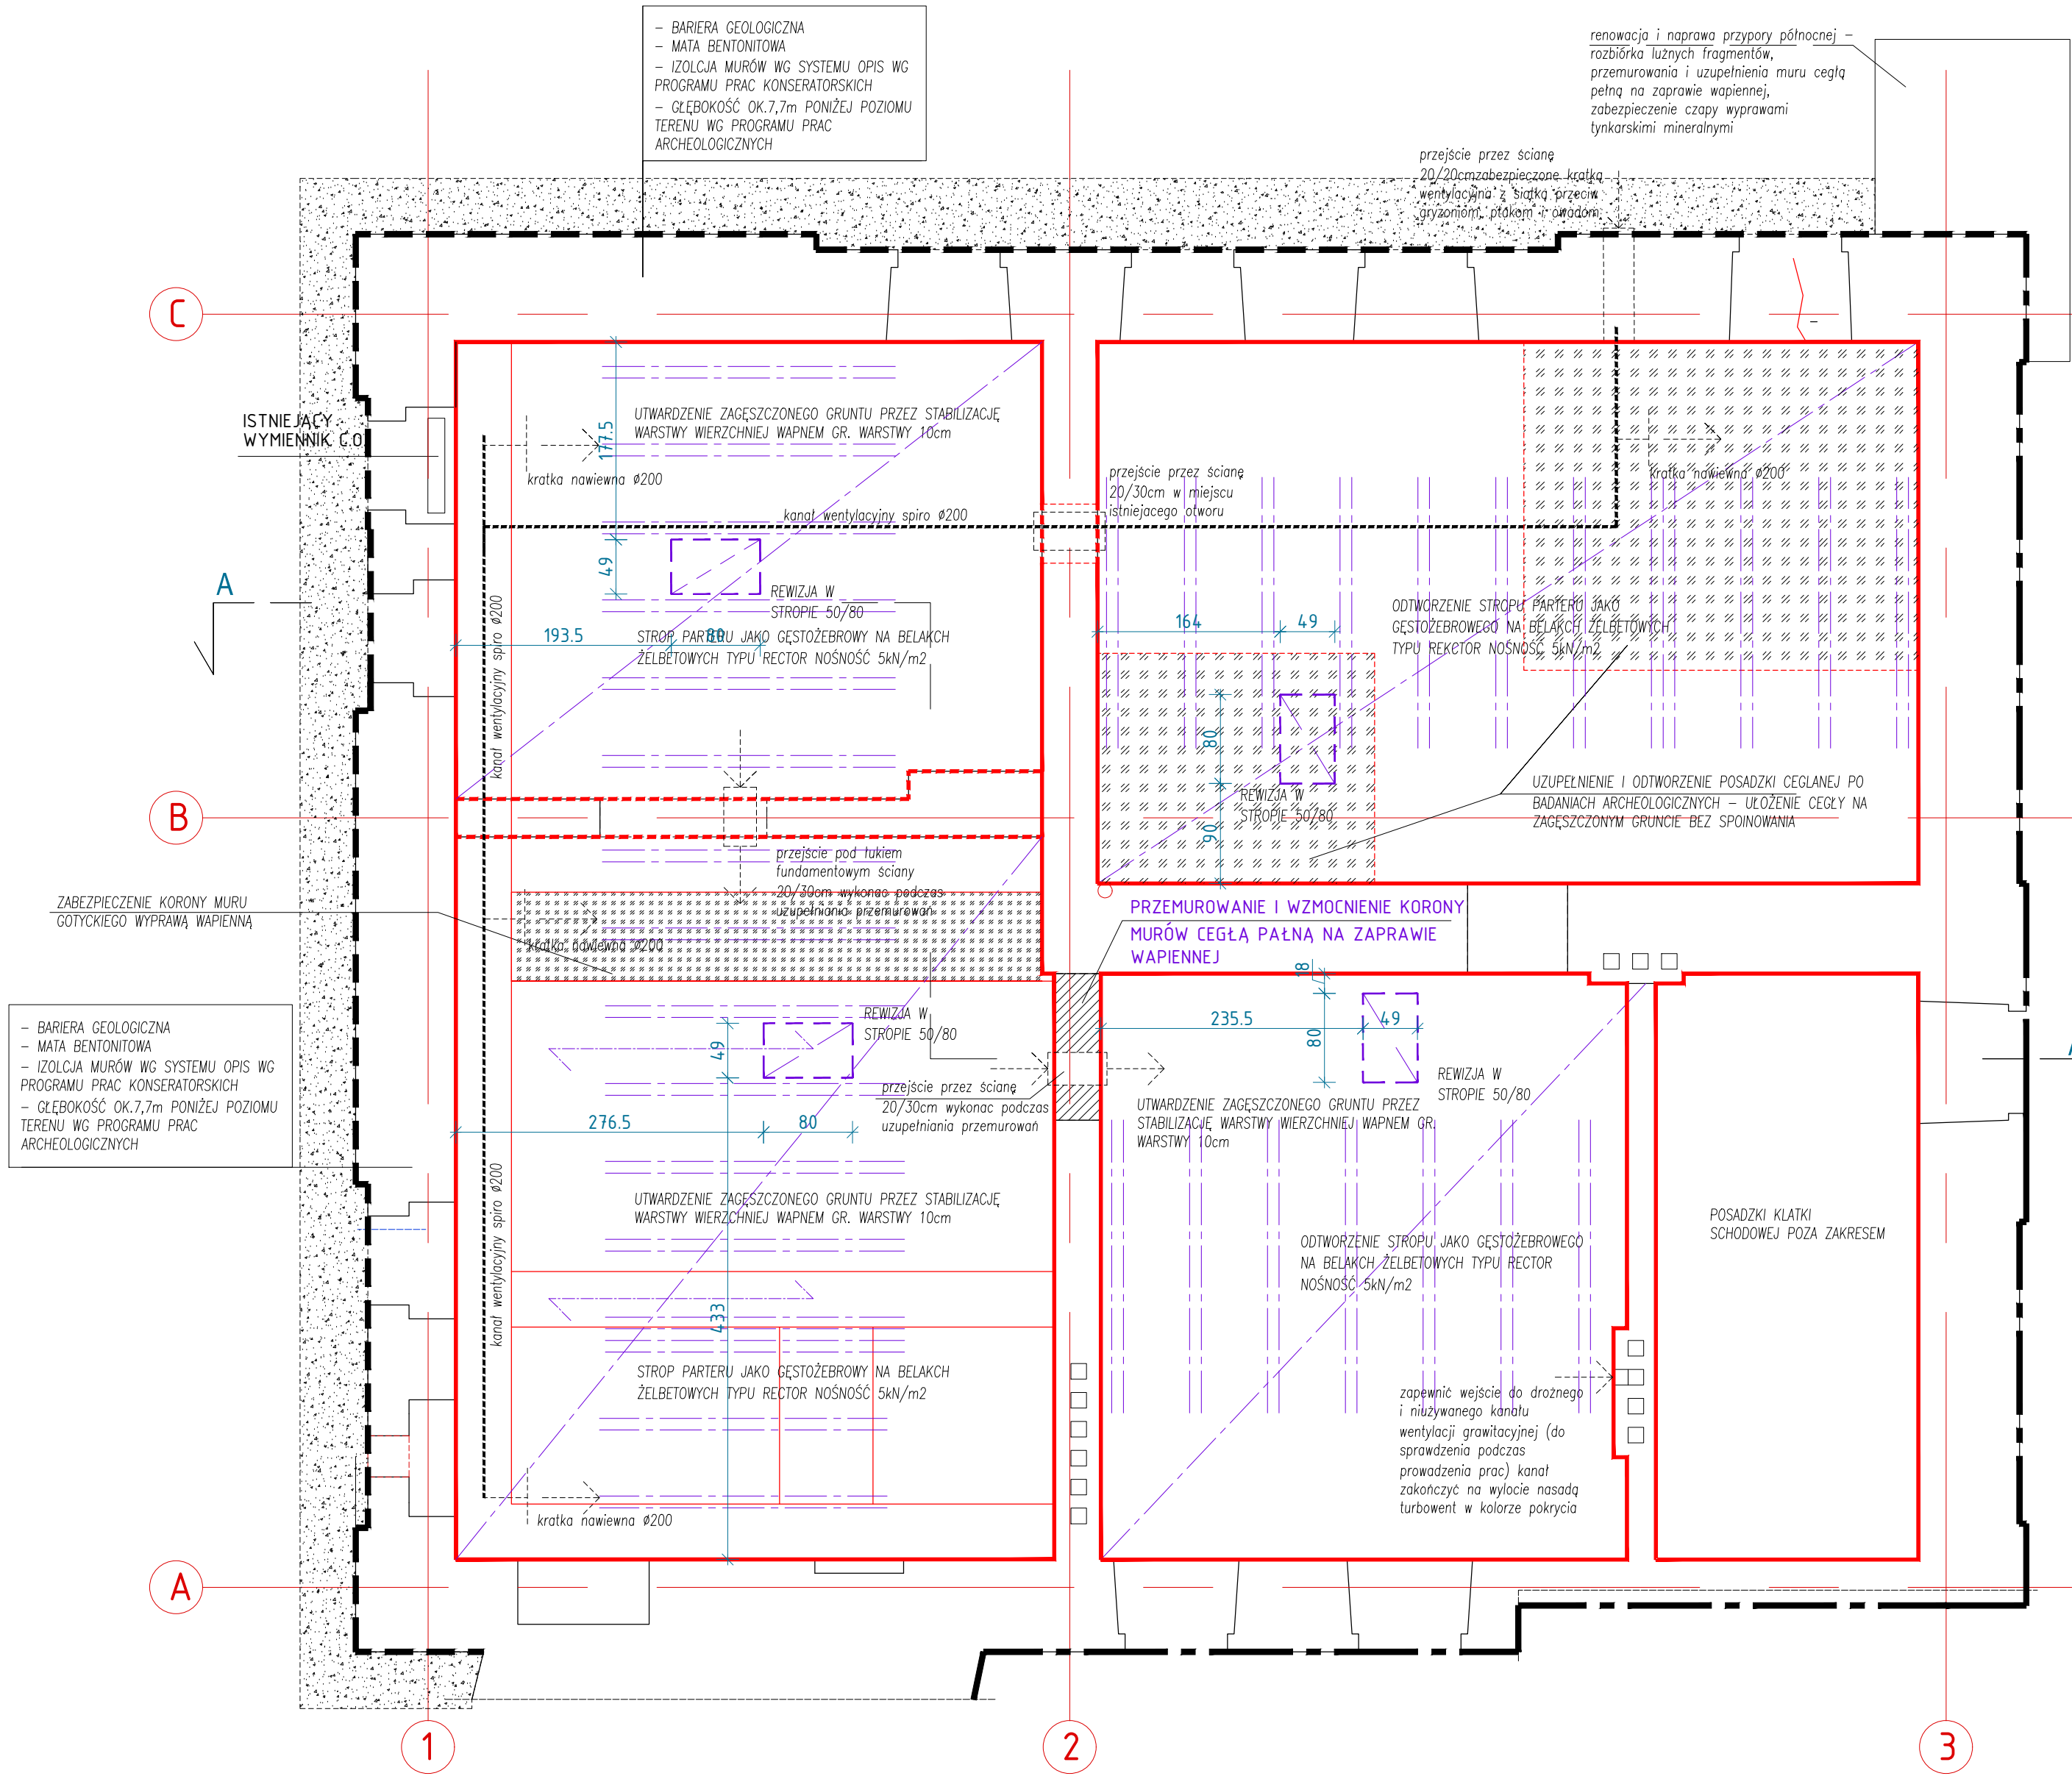 - BARIERA GEOLOGICZNA
- MATA BENTONITOWA
- IZOLCJA MURÓW WG SYSTEMU OPIS WG
PROGRAMU PRAC KONSERATORSKICH
- GŁĘBOKOŚĆ OK.7,7m PONIŻEJ POZIOMU
TERENU WG PROGRAMU PRAC
ARCHEOLOGICZNYCH
renowacja i naprawa przypory północnej -
rozbiórka luźnych fragmentów,
przemurowania i uzupełnienia muru cegłą
pełną na zaprawie wapiennej,
zabezpieczenie czapy wyprawami
tynkarskimi mineralnymi
przejście przez ścianę
20/20cmzabezpieczone kratką
wentylacyjna z siatką przeciw
gryzoniom, ptakom i owadom
C
ISTNIEJĄCY
WYMIENNIK C.O.
177.5
UTWARDZENIE ZAGĘSZCZONEGO GRUNTU PRZEZ STABILIZACJĘ
WARSTWY WIERZCHNIEJ WAPNEM GR. WARSTWY 10cm
kratka nawiewna Ø200
kanał wentylacyjny spiro Ø200
przejście przez ścianę
20/30cm w miejscu
istniejacego otworu
kratka nawiewna Ø200
49
A
REWIZJA W
STROPIE 50/80
193.5
80
STROP PARTERU JAKO GĘSTOŻEBROWY NA BELAKCH
ŻELBETOWYCH TYPU RECTOR NOŚNOŚĆ 5kN/m2
kanał wentylacyjny spiro Ø200
164
49
ODTWORZENIE STROPU PARTERU JAKO
GĘSTOŻEBROWEGO NA BELAKCH ŻELBETOWYCH
TYPU REKCTOR NOŚNOŚĆ 5kN/m2
80
90
REWIZJA W
STROPIE 50/80
UZUPEŁNIENIE I ODTWORZENIE POSADZKI CEGLANEJ PO
BADANIACH ARCHEOLOGICZNYCH - UŁOŻENIE CEGŁY NA
ZAGĘSZCZONYM GRUNCIE BEZ SPOINOWANIA
B
przejście pod łukiem
fundamentowym ściany
20/30cm wykonac podczas
uzupełniania przemurowań
kratka nawiewna Ø200
ZABEZPIECZENIE KORONY MURU
GOTYCKIEGO WYPRAWĄ WAPIENNĄ
PRZEMUROWANIE I WZMOCNIENIE KORONY
MURÓW CEGŁĄ PAŁNĄ NA ZAPRAWIE
WAPIENNEJ
- BARIERA GEOLOGICZNA
- MATA BENTONITOWA
- IZOLCJA MURÓW WG SYSTEMU OPIS WG
PROGRAMU PRAC KONSERATORSKICH
- GŁĘBOKOŚĆ OK.7,7m PONIŻEJ POZIOMU
TERENU WG PROGRAMU PRAC
ARCHEOLOGICZNYCH
REWIZJA W
STROPIE 50/80
49
276.5
80
przejście przez ścianę
20/30cm wykonac podczas
uzupełniania przemurowań
235.5
49
80
REWIZJA W
STROPIE 50/80
UTWARDZENIE ZAGĘSZCZONEGO GRUNTU PRZEZ
STABILIZACJĘ WARSTWY WIERZCHNIEJ WAPNEM GR.
WARSTWY 10cm
kanał wentylacyjny spiro Ø200
UTWARDZENIE ZAGĘSZCZONEGO GRUNTU PRZEZ STABILIZACJĘ
WARSTWY WIERZCHNIEJ WAPNEM GR. WARSTWY 10cm
433
STROP PARTERU JAKO GĘSTOŻEBROWY NA BELAKCH
ŻELBETOWYCH TYPU RECTOR NOŚNOŚĆ 5kN/m2
kratka nawiewna Ø200
ODTWORZENIE STROPU JAKO GĘSTOŻEBROWEGO
NA BELAKCH ŻELBETOWYCH TYPU RECTOR
NOŚNOŚĆ 5kN/m2
POSADZKI KLATKI
SCHODOWEJ POZA ZAKRESEM
zapewnić wejście do drożnego
i niużywanego kanału
wentylacji grawitacyjnej (do
sprawdzenia podczas
prowadzenia prac) kanał
zakończyć na wylocie nasadą
turbowent w kolorze pokrycia
A
1
2
3